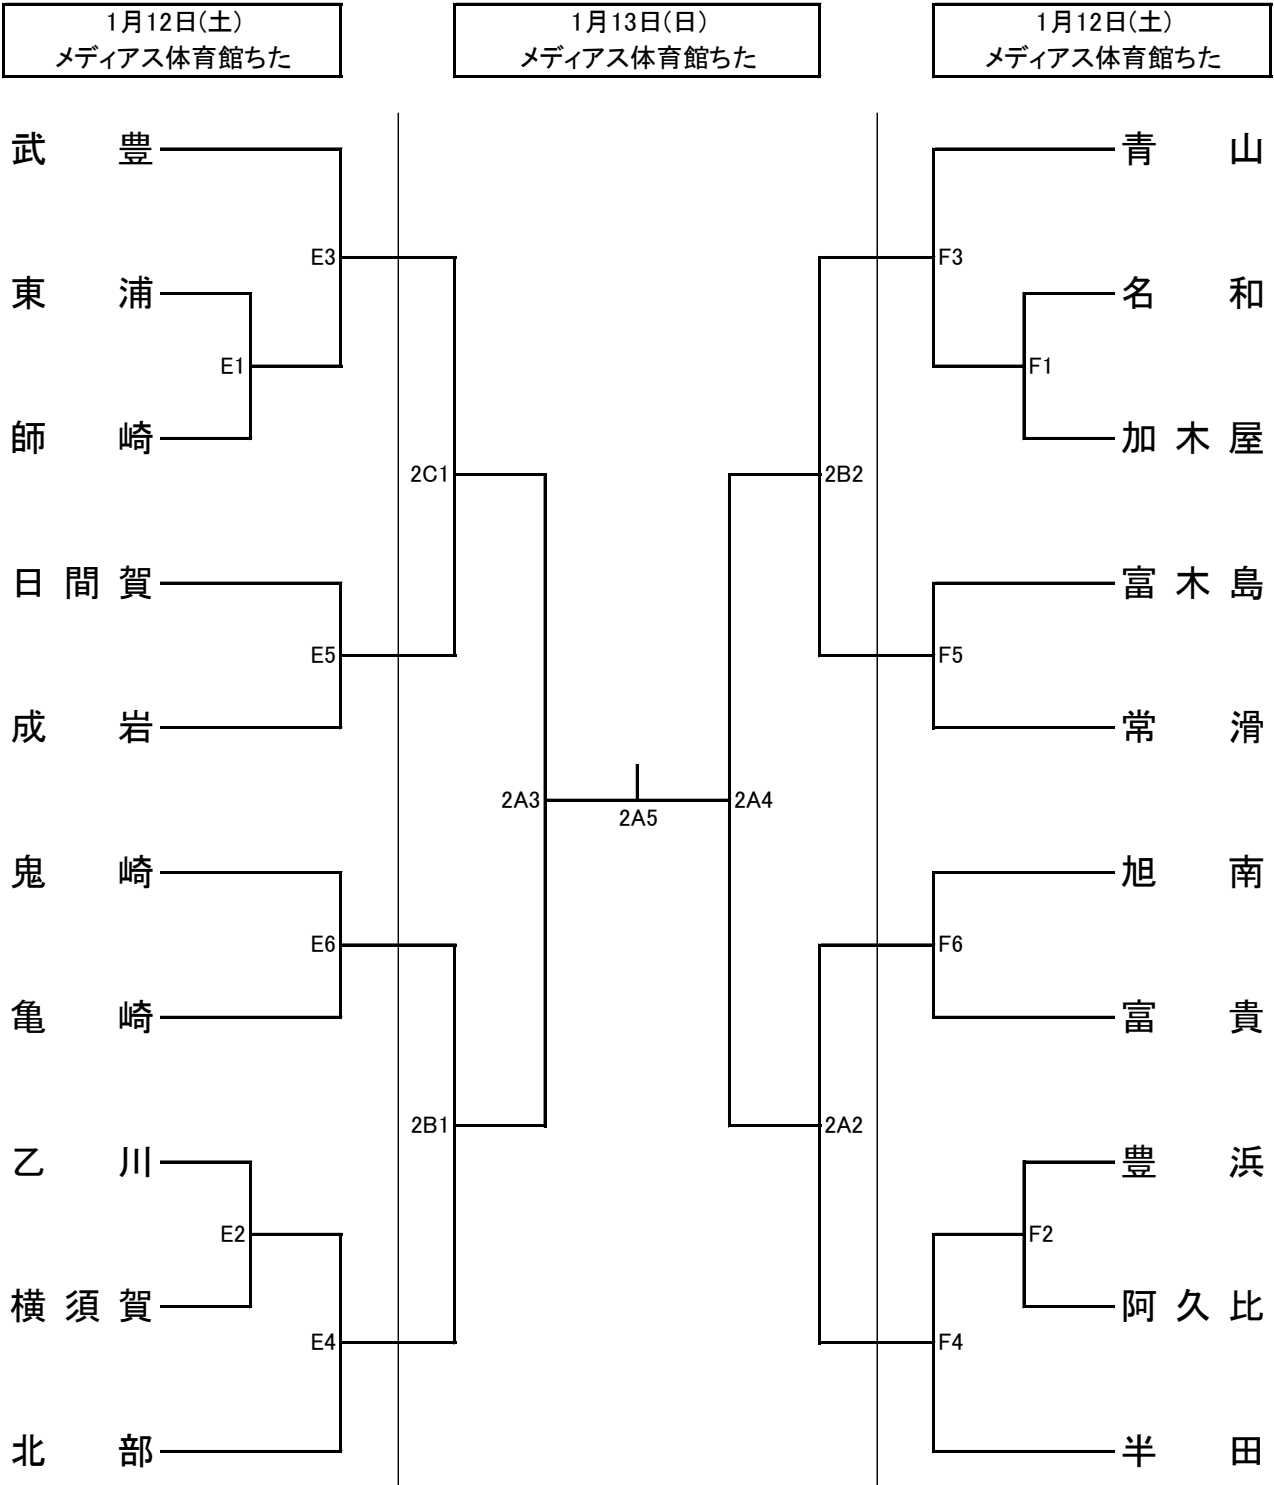 1月12日(土)
メディアス体育館ちた
1月13日(日)
メディアス体育館ちた
1月12日(土)
メディアス体育館ちた
武豊
青山
E3
F3
東浦
名和
E1
F1
師崎
加木屋
2C1
2B2
日間賀
富木島
E5
F5
成岩
常滑
2A3
2A4
2A5
鬼崎
旭南
E6
F6
亀崎
富貴
2B1
2A2
乙川
豊浜
E2
F2
横須賀
阿久比
E4
F4
北部
半田